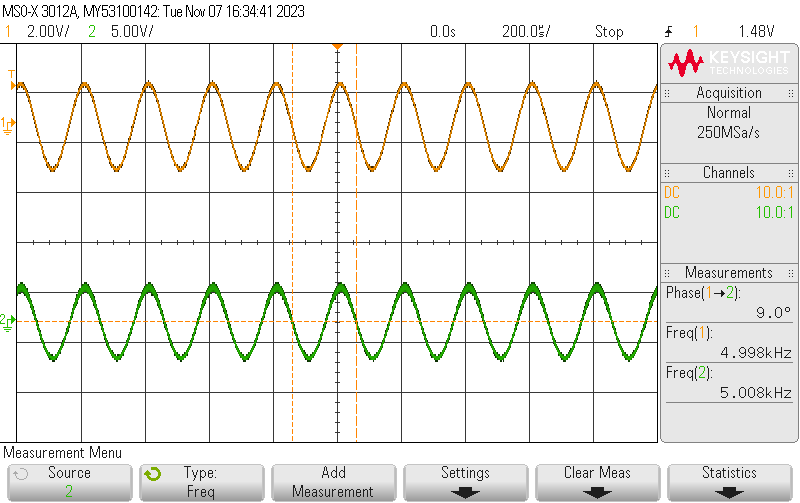 MSO-X 3012A, MY53100142: Tue Nov 07 16:34:41 2023
1 2.00V/ 2 5.00V/ 0.0s 200.0㎲/ Stop 1 1.48V
KEYSIGHT
TECHNOLOGIES
Acquisition
Normal
250MSa/s
Channels
DC 10.0:1
DC 10.0:1
Measurements
Phase(1→2):
9.0°
Freq(1):
4.998kHz
Freq(2):
5.008kHz
T
1
2
Measurement Menu
Source
2
Type:
Freq
Add
Measurement
Settings
Clear Meas
Statistics